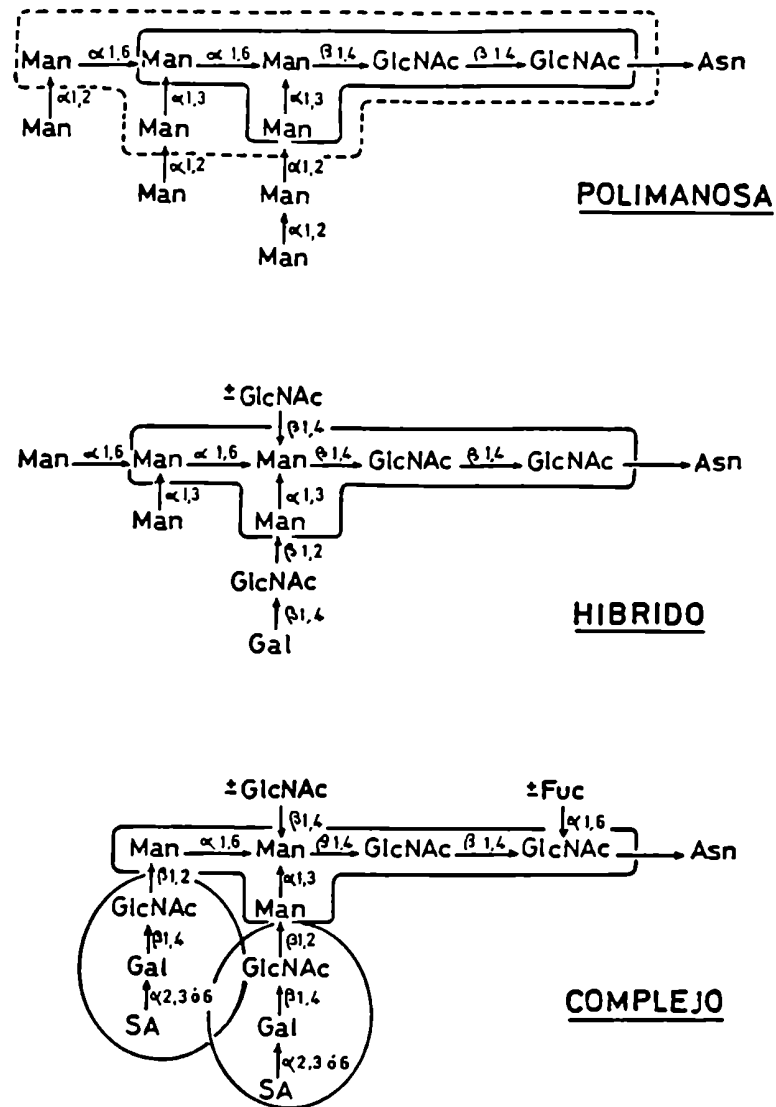 α1,6 α1,6 β1,4 β1,4
Man Man Man GlcNAc GlcNAc Asn
α1,2 α1,3 α1,3
Man Man Man
α1,2 α1,2
Man Man
α1,2
Man
POLIMANOSA
±GlcNAc
β1,4
α1,6 α1,6 β1,4 β1,4
Man Man Man GlcNAc GlcNAc Asn
α1,3 α1,3
Man Man
β1,2
GlcNAc
β1,4
Gal
HIBRIDO
±GlcNAc ±Fuc
β1,4 α1,6
α1,6 β1,4 β1,4
Man Man GlcNAc GlcNAc Asn
β1,2 α1,3
GlcNAc Man
β1,4 β1,2
Gal GlcNAc
α2,3 ó6 β1,4
SA Gal
α2,3 ó6
SA
COMPLEJO